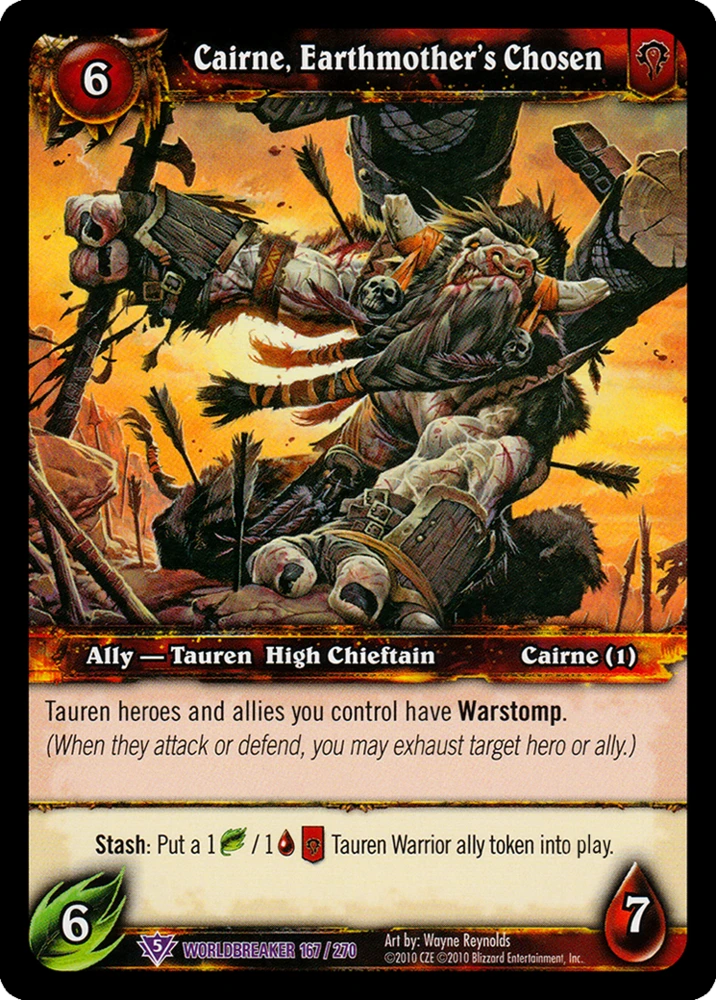 6
Cairne, Earthmother's Chosen
Ally — Tauren High Chieftain Cairne (1)
Tauren heroes and allies you control have Warstomp.
(When they attack or defend, you may exhaust target hero or ally.)
Stash: Put a 1 / 1 Tauren Warrior ally token into play.
6
5 WORLDBREAKER 167 / 270
Art by: Wayne Reynolds
©2010 CZE ©2010 Blizzard Entertainment, Inc.
7